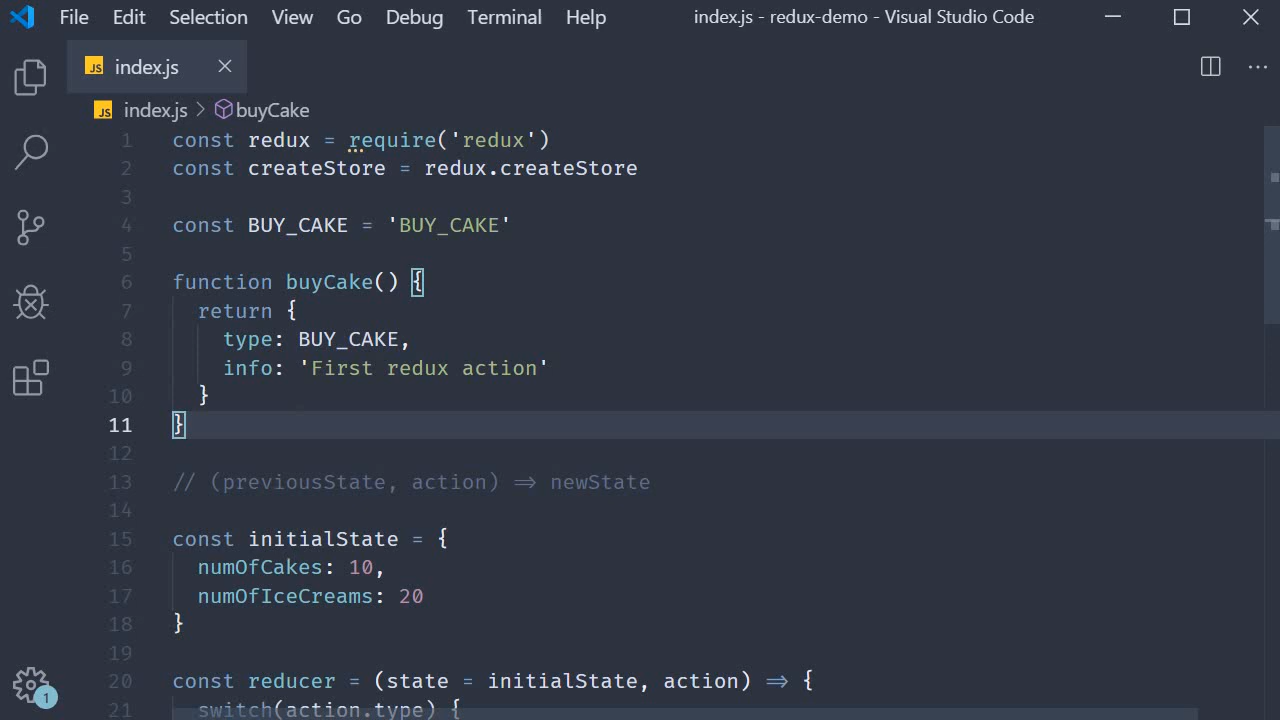 File Edit Selection View Go Debug Terminal Help index.js - redux-demo - Visual Studio Code
JS index.js
JS index.js > buyCake
1 const redux = require('redux')
2 const createStore = redux.createStore
3
4 const BUY_CAKE = 'BUY_CAKE'
5
6 function buyCake() {
7 return {
8 type: BUY_CAKE,
9 info: 'First redux action'
10 }
11 }
12
13 // (previousState, action) => newState
14
15 const initialState = {
16 numOfCakes: 10,
17 numOfIceCreams: 20
18 }
19
20 const reducer = (state = initialState, action) => {
21 switch(action.type) {
1